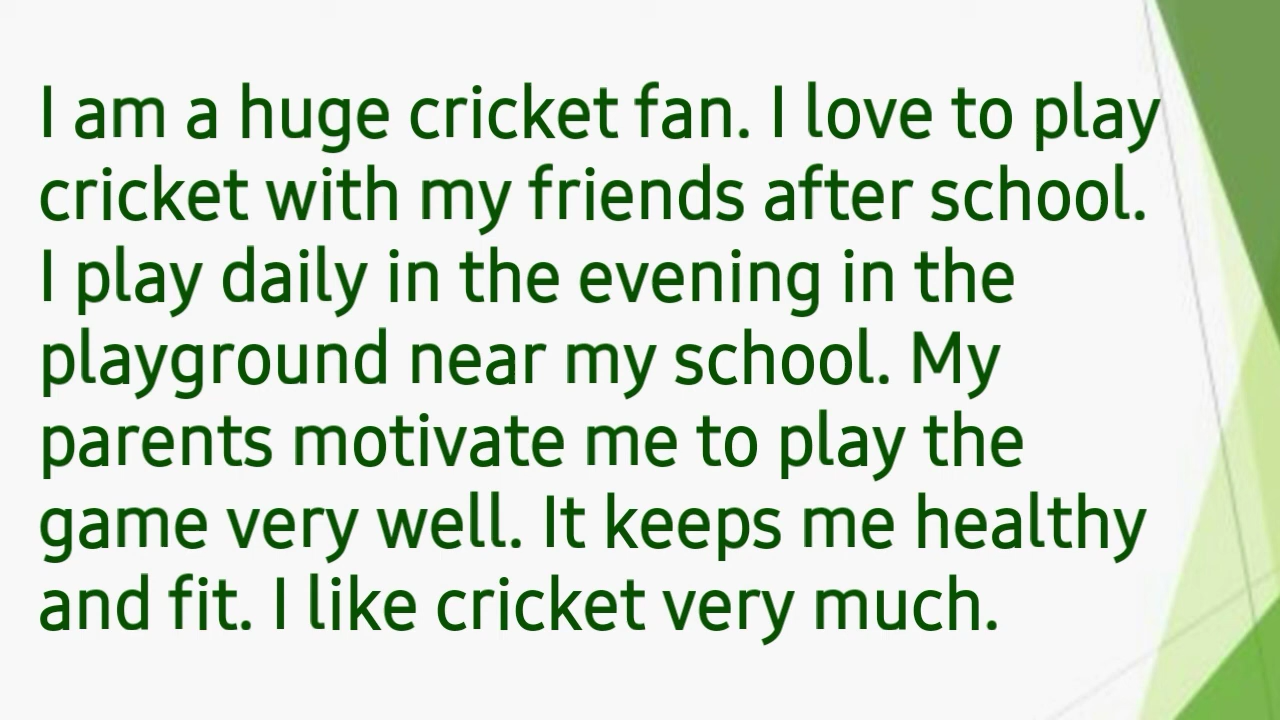 I am a huge cricket fan. I love to play
cricket with my friends after school.
I play daily in the evening in the
playground near my school. My
parents motivate me to play the
game very well. It keeps me healthy
and fit. I like cricket very much.